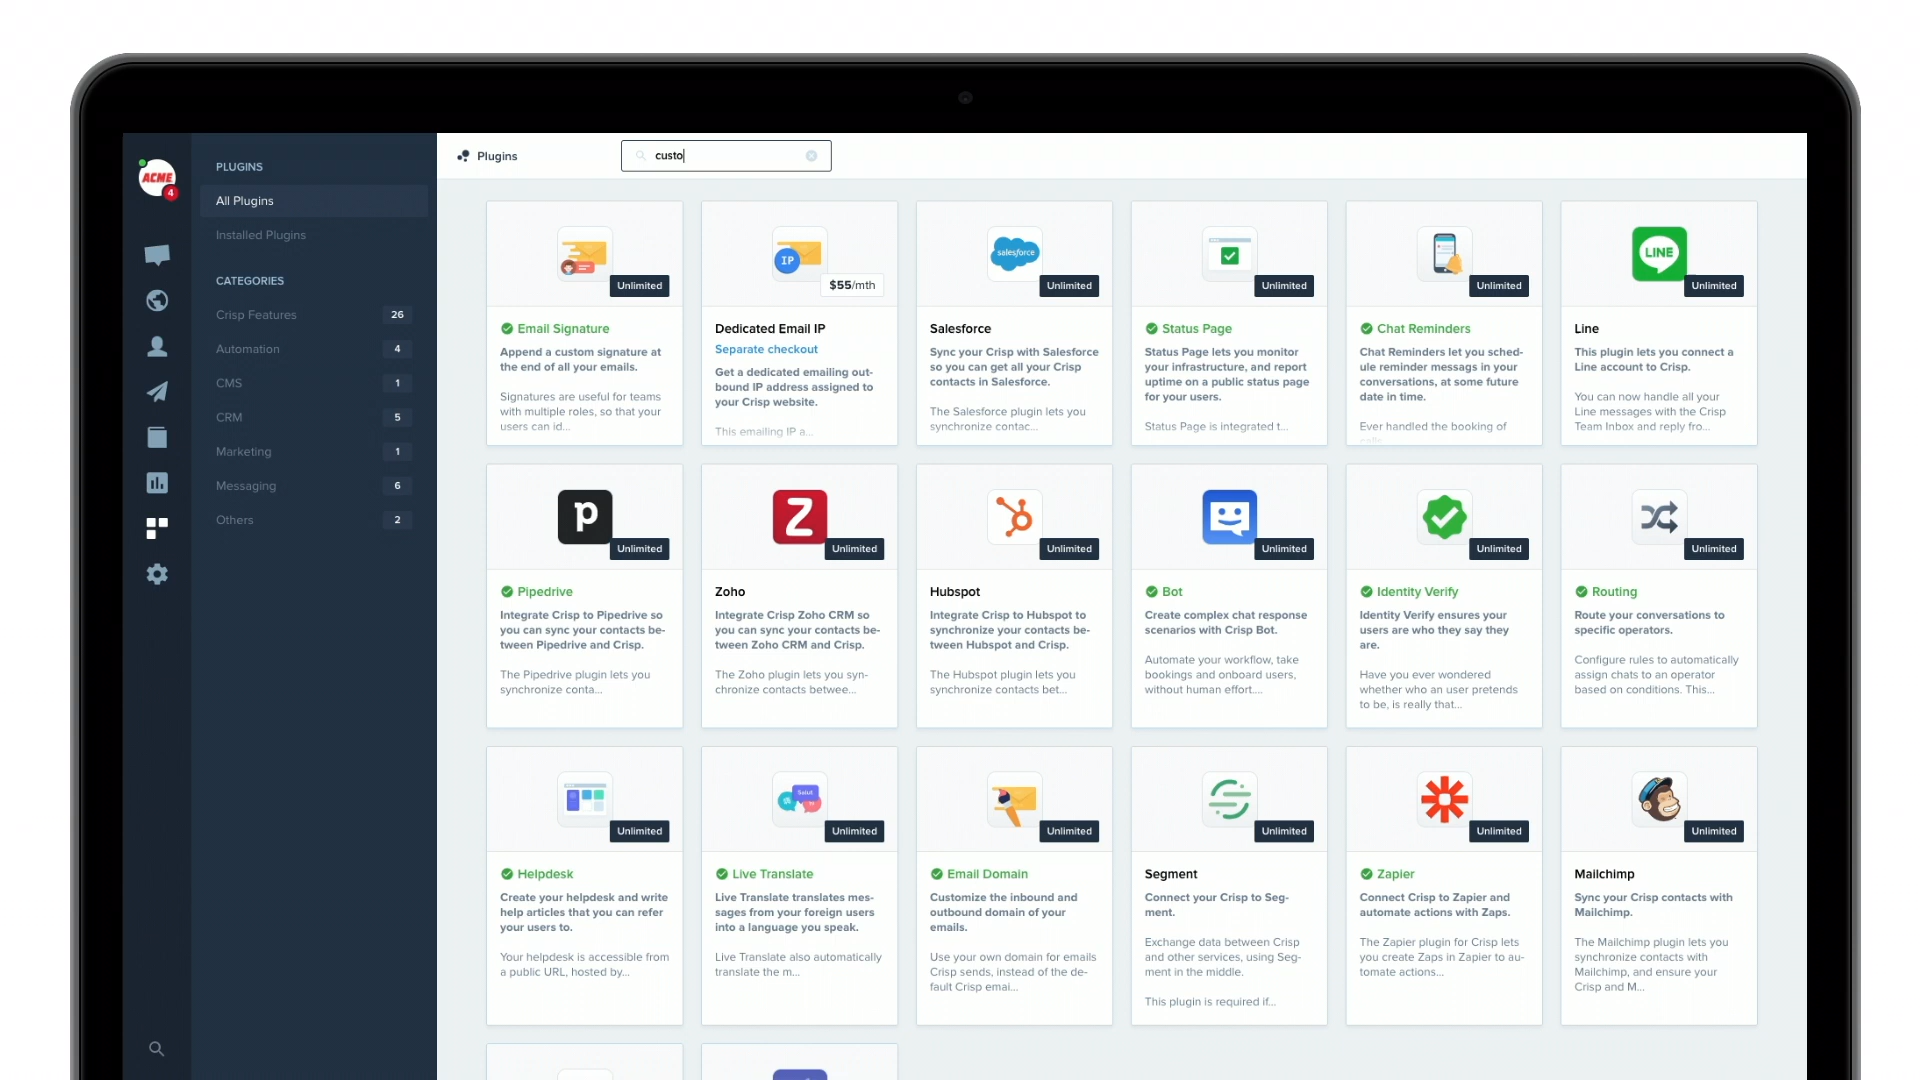 ACME
4
PLUGINS
All Plugins
Installed Plugins
CATEGORIES
Crisp Features 26
Automation 4
CMS 1
CRM 5
Marketing 1
Messaging 6
Others 2
Plugins
custo
Unlimited
Email Signature
Append a custom signature at
the end of all your emails.
Signatures are useful for teams
with multiple roles, so that your
users can id...
IP
$55/mth
Dedicated Email IP
Separate checkout
Get a dedicated emailing out-
bound IP address assigned to
your Crisp website.
This emailing IP a...
salesforce
Unlimited
Salesforce
Sync your Crisp with Salesforce
so you can get all your Crisp
contacts in Salesforce.
The Salesforce plugin lets you
synchronize contac...
Unlimited
Status Page
Status Page lets you monitor
your infrastructure, and report
uptime on a public status page
for your users.
Status Page is integrated t...
Unlimited
Chat Reminders
Chat Reminders let you sched-
ule reminder messags in your
conversations, at some future
date in time.
Ever handled the booking of
calls
LINE
Unlimited
Line
This plugin lets you connect a
Line account to Crisp.
You can now handle all your
Line messages with the Crisp
Team Inbox and reply fro...
p
Unlimited
Pipedrive
Integrate Crisp to Pipedrive so
you can sync your contacts be-
tween Pipedrive and Crisp.
The Pipedrive plugin lets you
synchronize conta...
Z
Unlimited
Zoho
Integrate Crisp Zoho CRM so
you can sync your contacts be-
tween Zoho CRM and Crisp.
The Zoho plugin lets you syn-
chronize contacts betwee...
Unlimited
Hubspot
Integrate Crisp to Hubspot to
synchronize your contacts be-
tween Hubspot and Crisp.
The Hubspot plugin lets you
synchronize contacts bet...
Unlimited
Bot
Create complex chat response
scenarios with Crisp Bot.
Automate your workflow, take
bookings and onboard users,
without human effort....
Unlimited
Identity Verify
Identity Verify ensures your
users are who they say they
are.
Have you ever wondered
whether who an user pretends
to be, is really that...
Unlimited
Routing
Route your conversations to
specific operators.
Configure rules to automatically
assign chats to an operator
based on conditions. This...
Unlimited
Helpdesk
Create your helpdesk and write
help articles that you can refer
your users to.
Your helpdesk is accessible from
a public URL, hosted by...
Salut
Unlimited
Live Translate
Live Translate translates mes-
sages from your foreign users
into a language you speak.
Live Translate also automatically
translate the m...
Unlimited
Email Domain
Customize the inbound and
outbound domain of your
emails.
Use your own domain for emails
Crisp sends, instead of the de-
fault Crisp emai...
Unlimited
Segment
Connect your Crisp to Seg-
ment.
Exchange data between Crisp
and other services, using Seg-
ment in the middle.
This plugin is required if...
Unlimited
Zapier
Connect Crisp to Zapier and
automate actions with Zaps.
The Zapier plugin for Crisp lets
you create Zaps in Zapier to au-
tomate actions...
Unlimited
Mailchimp
Sync your Crisp contacts with
Mailchimp.
The Mailchimp plugin lets you
synchronize contacts with
Mailchimp, and ensure your
Crisp and M...